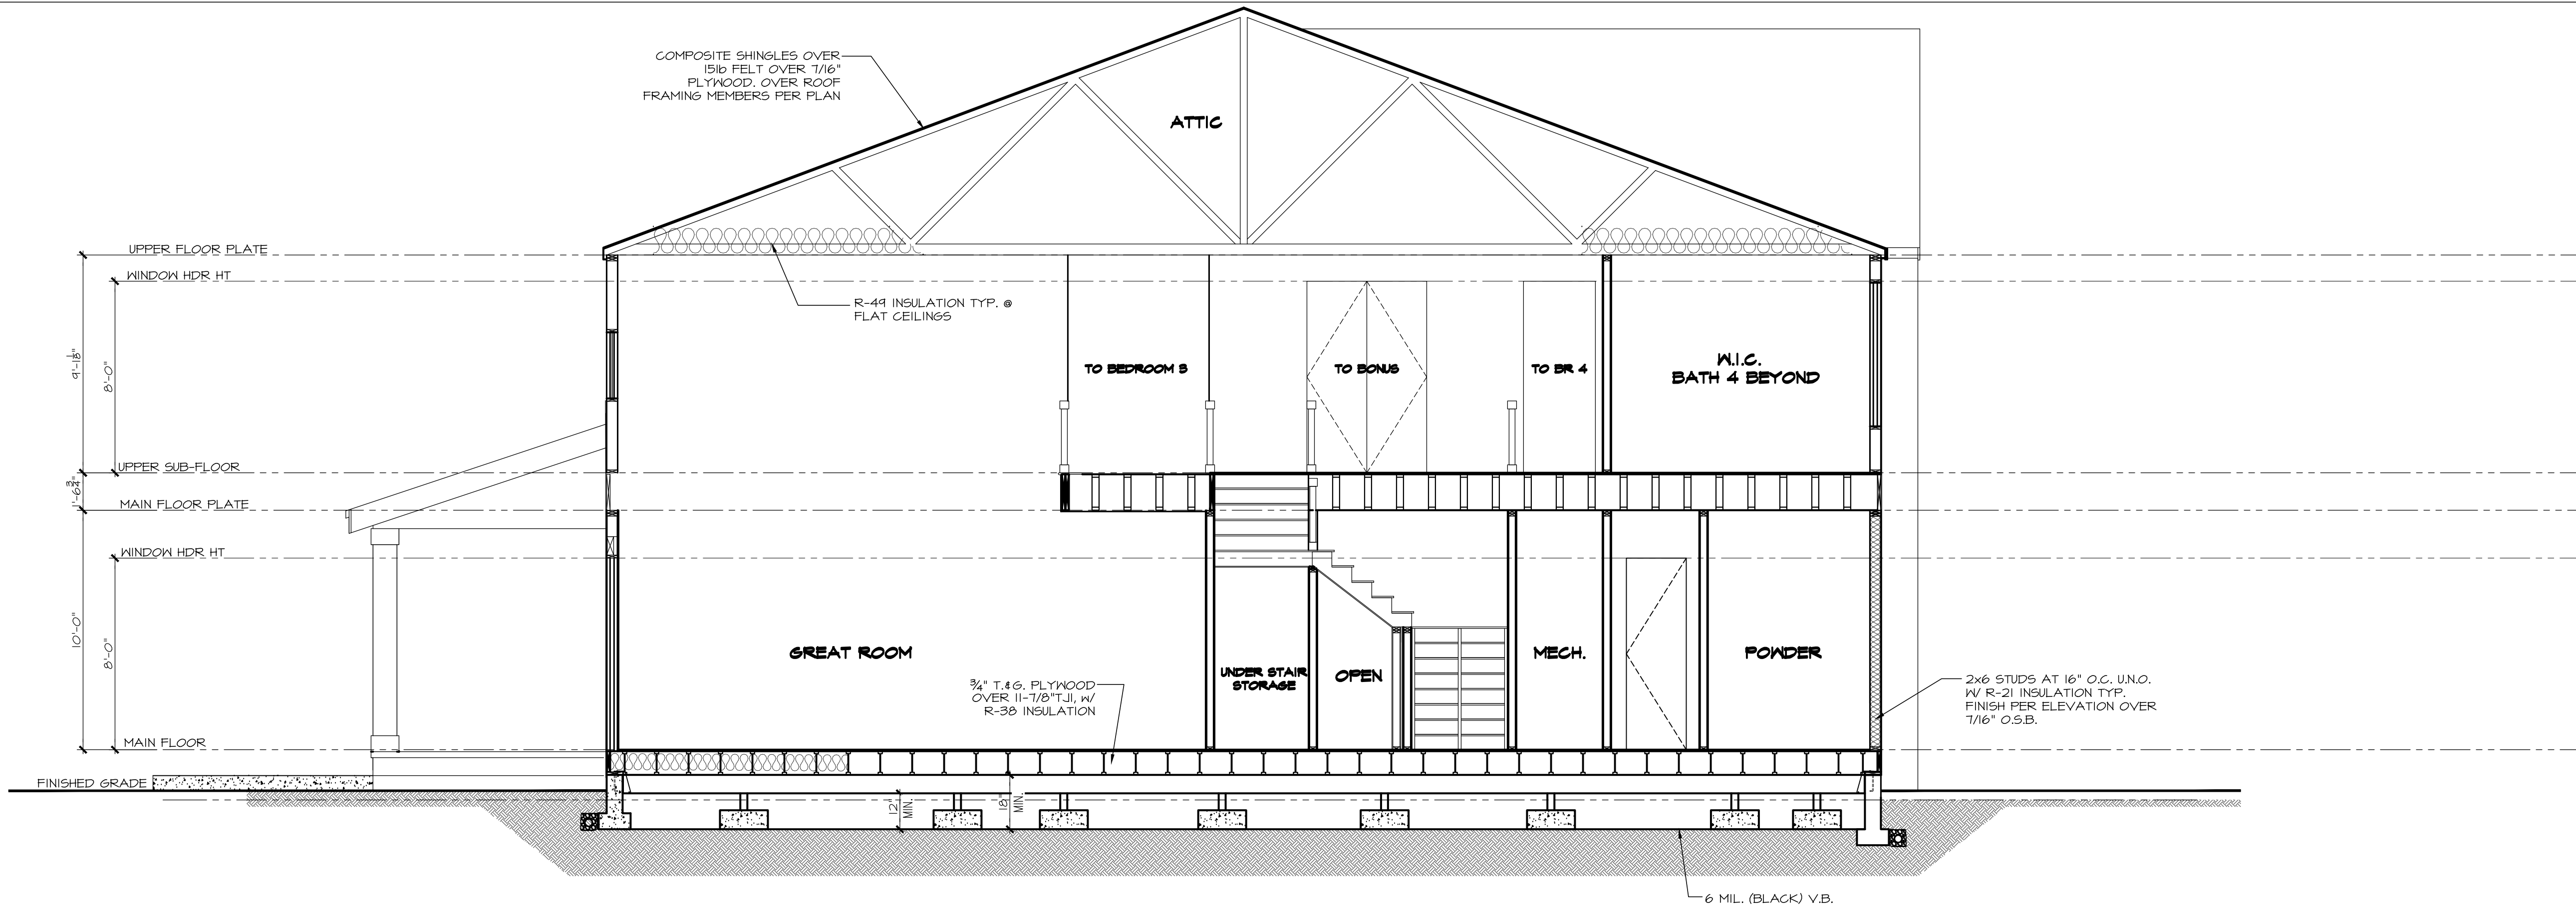 COMPOSITE SHINGLES OVER
15lb FELT OVER 7/16"
PLYWOOD. OVER ROOF
FRAMING MEMBERS PER PLAN
ATTIC
UPPER FLOOR PLATE
WINDOW HDR HT
R-49 INSULATION TYP. @
FLAT CEILINGS
8'-0"
TO BEDROOM 3
TO BONUS
TO BR 4
W.I.C.
BATH 4 BEYOND
UPPER SUB-FLOOR
1'-6 3/4"
MAIN FLOOR PLATE
WINDOW HDR HT
10'-0"
8'-0"
GREAT ROOM
UNDER STAIR
STORAGE
OPEN
MECH.
POWDER
3/4" T.&G. PLYWOOD
OVER 11-7/8"TJI, W/
R-38 INSULATION
2x6 STUDS AT 16" O.C. U.N.O.
W/ R-21 INSULATION TYP.
FINISH PER ELEVATION OVER
7/16" O.S.B.
MAIN FLOOR
FINISHED GRADE
12"
MIN.
18"
MIN.
6 MIL. (BLACK) V.B.